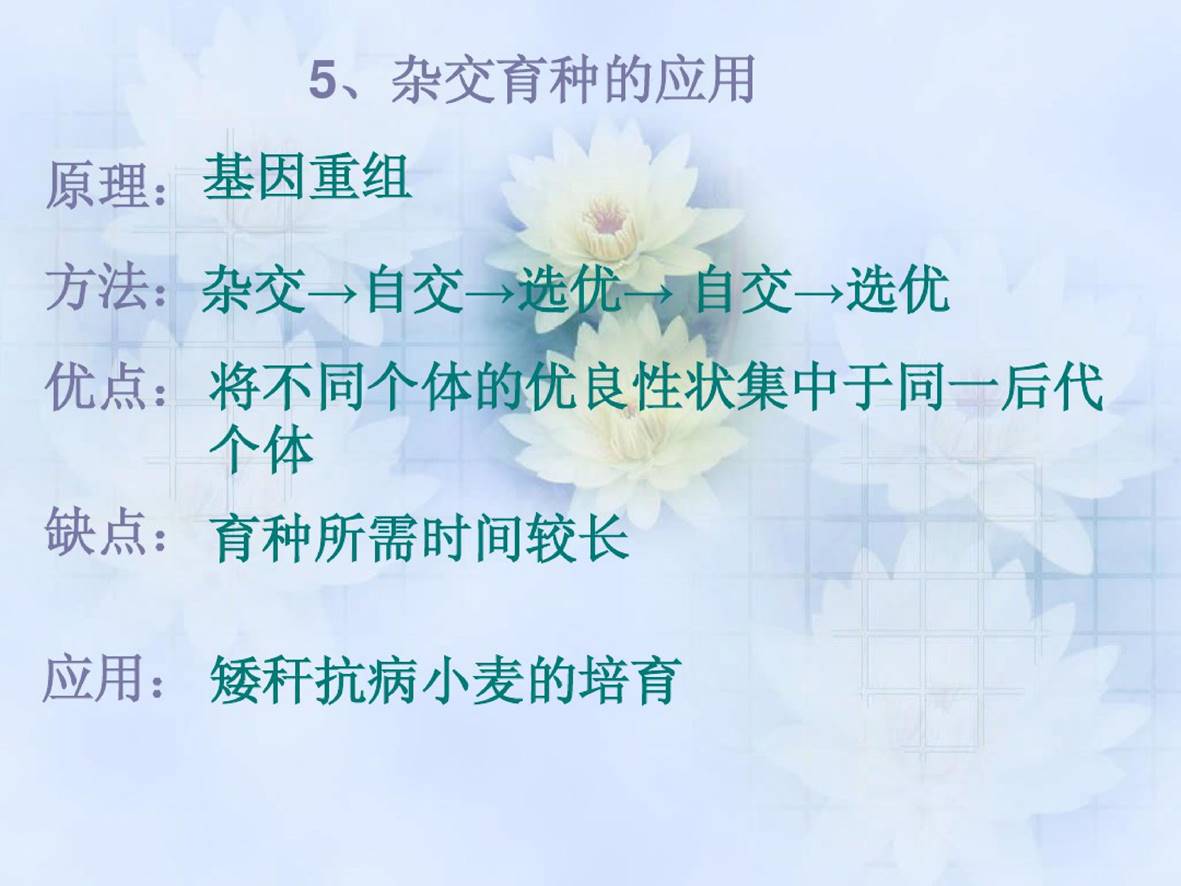 5、杂交育种的应用
原理：基因重组
方法：杂交→自交→选优→ 自交→选优
优点：将不同个体的优良性状集中于同一后代
个体
缺点：育种所需时间较长
应用：矮秆抗病小麦的培育